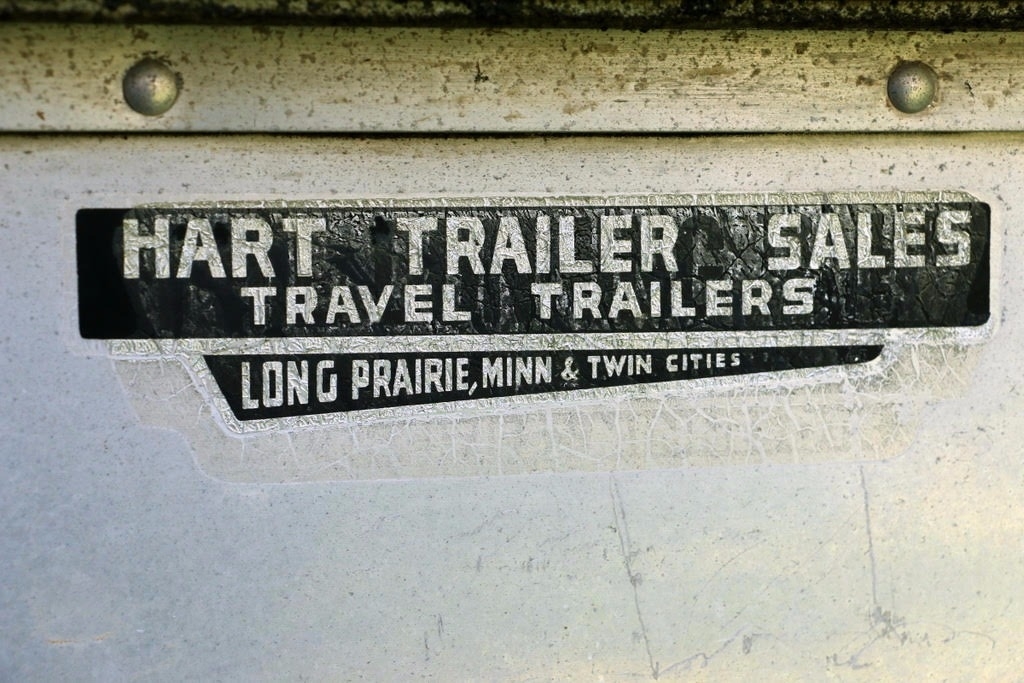 HART TRAILER SALES
TRAVEL TRAILERS
LONG PRAIRIE, MINN & TWIN CITIES